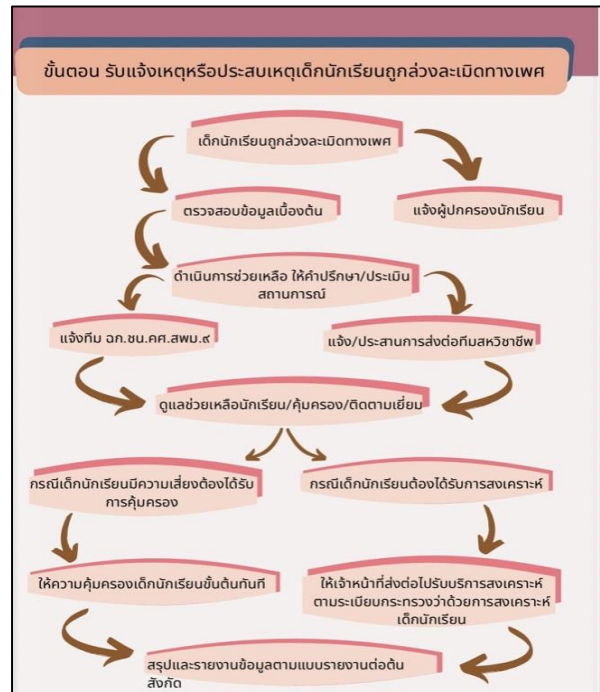 ขั้นตอน รับแจ้งเหตุหรือประสบเหตุเด็กนักเรียนถูกล่วงละเมิดทางเพศ
เด็กนักเรียนถูกล่วงละเมิดทางเพศ
ตรวจสอบข้อมูลเบื้องต้น
แจ้งผู้ปกครองนักเรียน
ดำเนินการช่วยเหลือ ให้คำปรึกษา/ประเมิน
สถานการณ์
แจ้งทีม ฉก.ชน.คศ.สพม.๙
แจ้ง/ประสานการส่งต่อทีมสหวิชาชีพ
ดูแลช่วยเหลือนักเรียน/คุ้มครอง/ติดตามเยี่ยม
กรณีเด็กนักเรียนมีความเสี่ยงต้องได้รับ
การคุ้มครอง
กรณีเด็กนักเรียนต้องได้รับการสงเคราะห์
ให้ความคุ้มครองเด็กนักเรียนขั้นต้นทันที
ให้เจ้าหน้าที่ส่งต่อไปรับบริการสงเคราะห์
ตามระเบียบกระทรวงว่าด้วยการสงเคราะห์
เด็กนักเรียน
สรุปและรายงานข้อมูลตามแบบรายงานต่อต้น
สังกัด